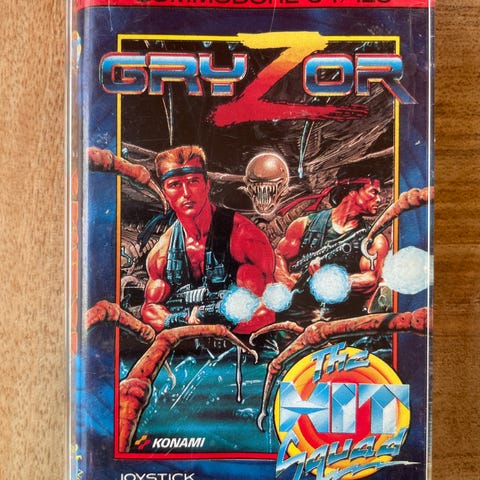 COMMODORE 64/128
GRYZOR
The
HIT
Squad
KONAMI
JOYSTICK